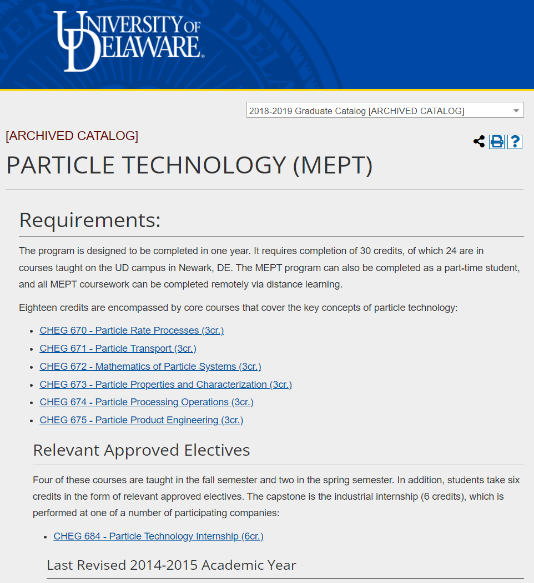 UNIVERSITY OF
DELAWARE.
2018-2019 Graduate Catalog [ARCHIVED CATALOG]
[ARCHIVED CATALOG]
?
PARTICLE TECHNOLOGY (MEPT)
Requirements:
The program is designed to be completed in one year. It requires completion of 30 credits, of which 24 are in
courses taught on the UD campus in Newark, DE. The MEPT program can also be completed as a part-time student,
and all MEPT coursework can be completed remotely via distance learning.
Eighteen credits are encompassed by core courses that cover the key concepts of particle technology:
• CHEG 670 - Particle Rate Processes (3cr.)
• CHEG 671 - Particle Transport (3cr.)
• CHEG 672 - Mathematics of Particle Systems (3cr.)
• CHEG 673 - Particle Properties and Characterization (3cr.)
• CHEG 674 - Particle Processing Operations (3cr.)
• CHEG 675 - Particle Product Engineering (3cr.)
Relevant Approved Electives
Four of these courses are taught in the fall semester and two in the spring semester. In addition, students take six
credits in the form of relevant approved electives. The capstone is the industrial internship (6 credits), which is
performed at one of a number of participating companies:
• CHEG 684 - Particle Technology Internship (6cr.)
Last Revised 2014-2015 Academic Year